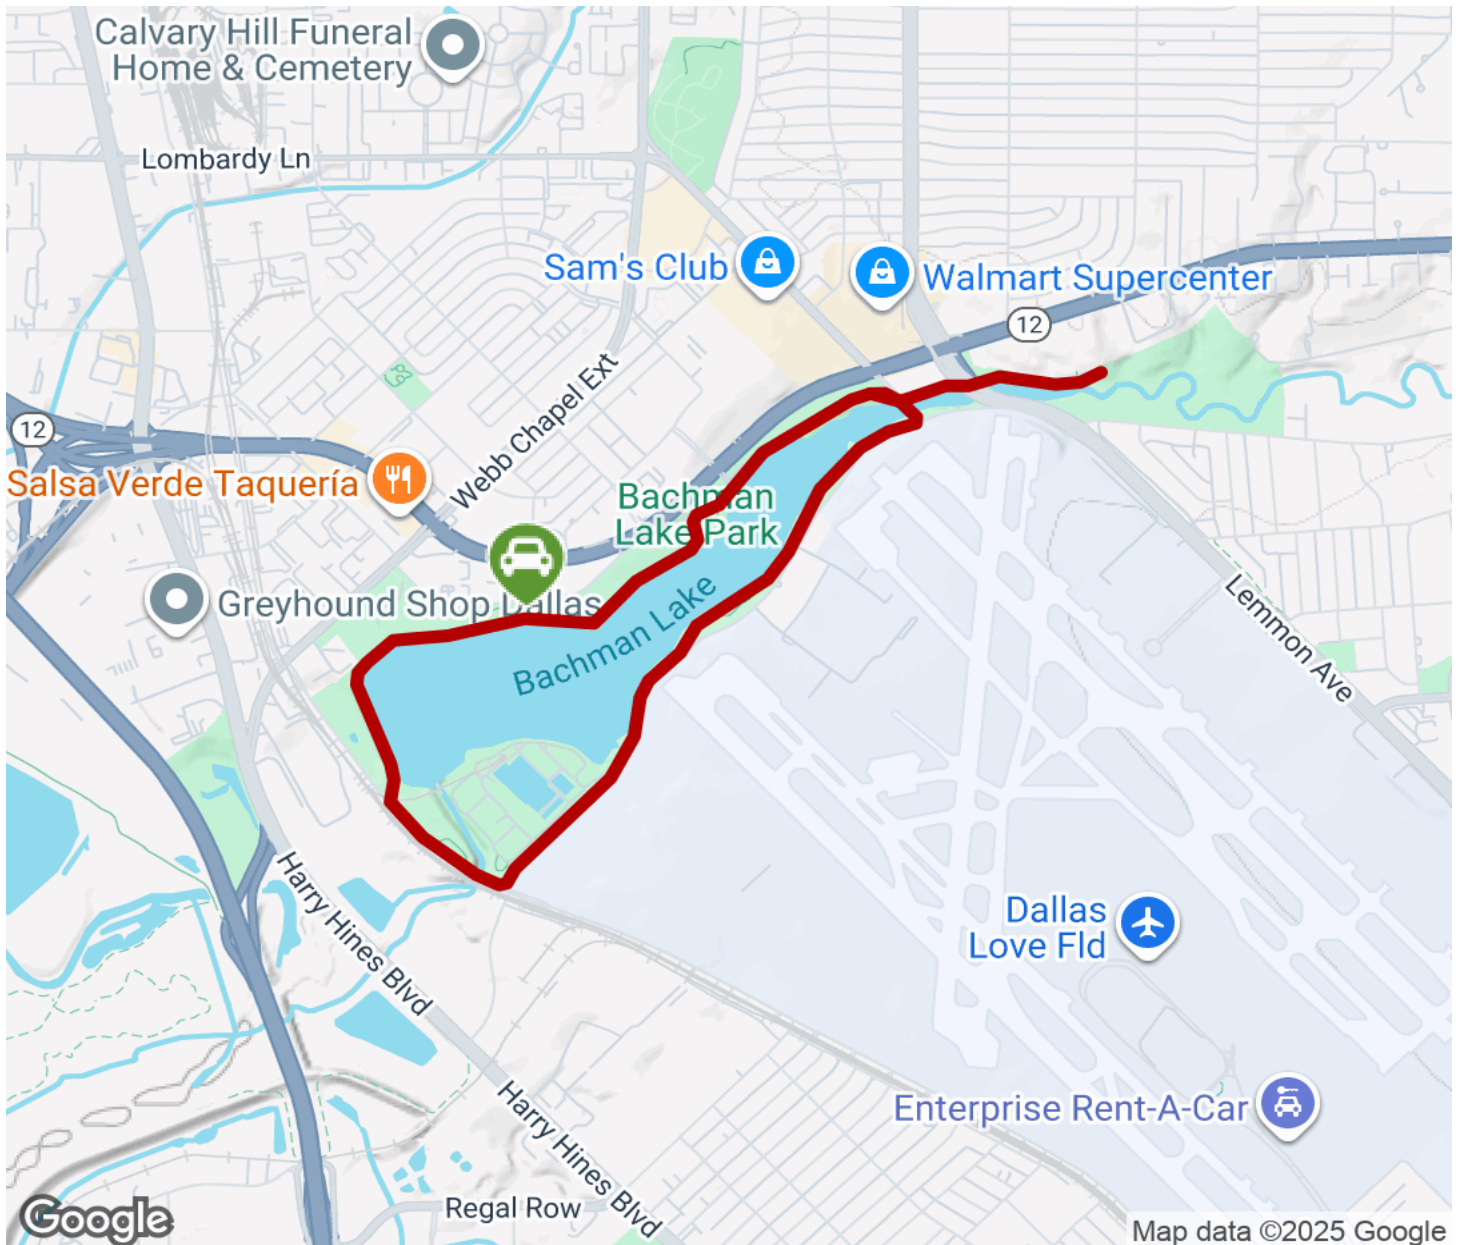 Calvary Hill Funeral
Home & Cemetery
Lombardy Ln
Sam's Club
Walmart Supercenter
12
Webb Chapel Ext
12
Salsa Verde Taquería
Bachman
Lake Park
Greyhound Shop Dallas
Bachman Lake
Lemmon Ave
Harry Hines Blvd
Dallas
Love Fld
Harry Hines Blvd
Enterprise Rent-A-Car
Regal Row
Google
Map data ©2025 Google